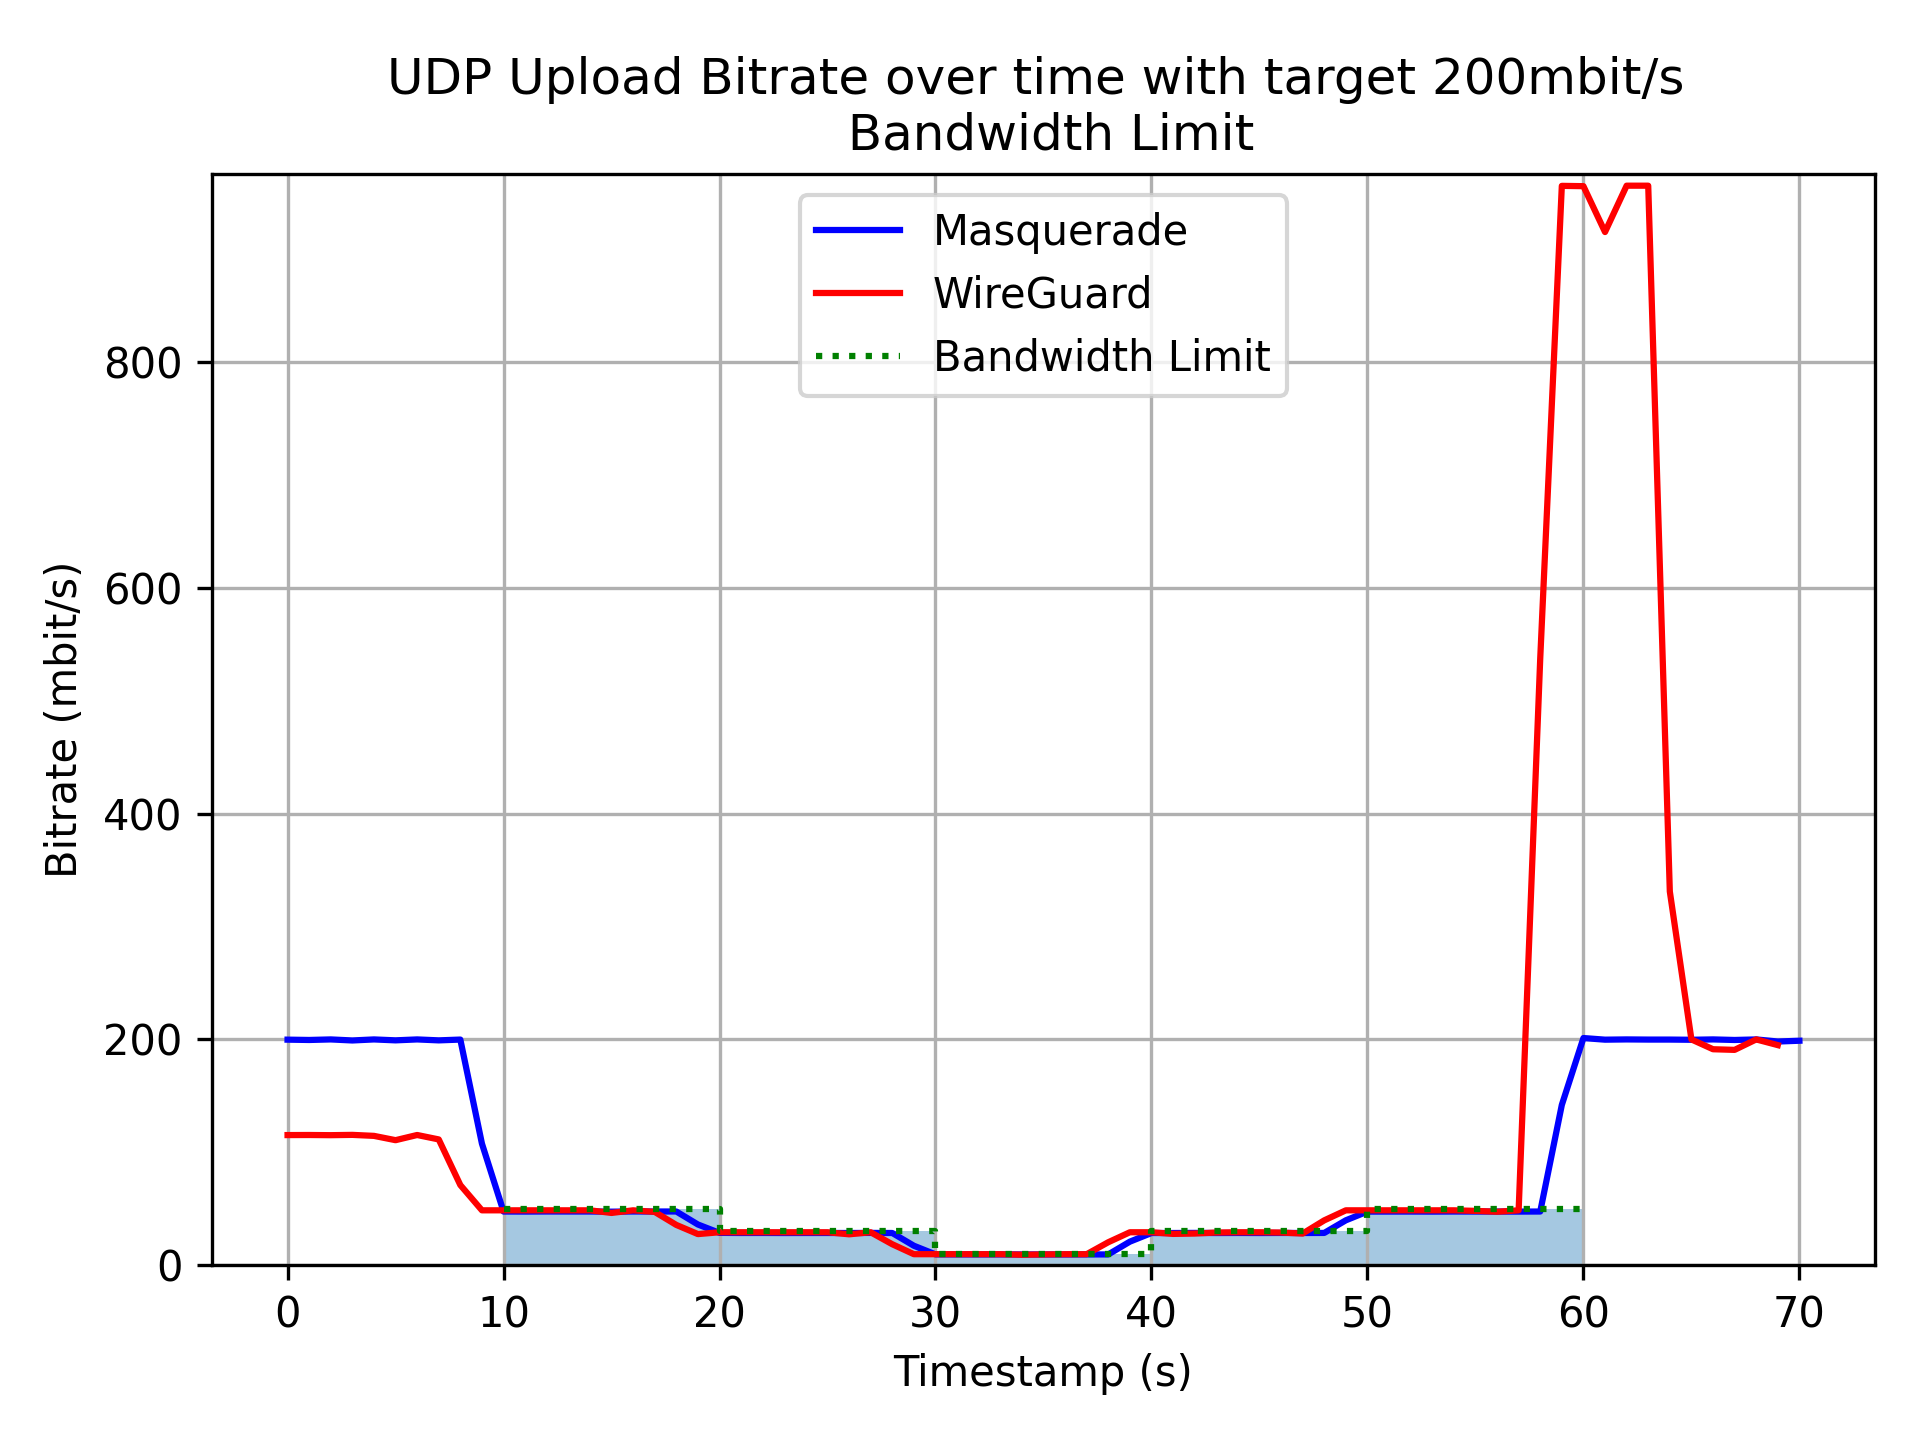 UDP Upload Bitrate over time with target 200mbit/s
Bandwidth Limit
Masquerade
WireGuard
Bandwidth Limit
800
600
400
200
0
Bitrate (mbit/s)
0 10 20 30 40 50 60 70
Timestamp (s)